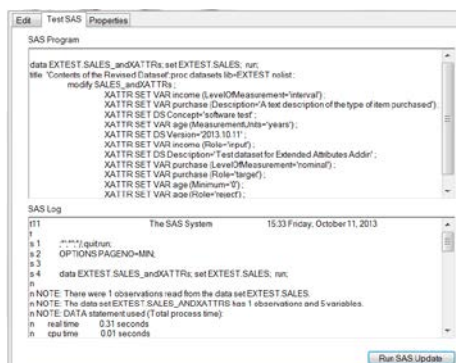 Edit Test SAS Properties
SAS Program
data EXTEST.SALES_andXATTRs; set EXTEST.SALES; run;
title 'Contents of the Revised Dataset';proc datasets lib=EXTEST nolist;
modify SALES_andXATTRs;
XATTR SET VAR income (LevelOfMeasurement='interval');
XATTR SET VAR purchase (Description='A text description of the type of item purchased')
XATTR SET DS Concept='software test';
XATTR SET VAR age (MeasurementUnits='years');
XATTR SET DS Version='2013.10.11';
XATTR SET VAR income (Role='input');
XATTR SET DS Description='Test dataset for Extended Attributes Addin';
XATTR SET VAR purchase (LevelOfMeasurement='nominal');
XATTR SET VAR purchase (Role='target');
XATTR SET VAR age (Minimum='0');
XATTR SET VAR age (Role='reject');
SAS Log
t11 The SAS System 15:33 Friday, October 11, 2013
t
s 1 quit;run;
s 2 OPTIONS PAGENO=MIN;
s 3
s 4 data EXTEST.SALES_andXATTRs; set EXTEST.SALES; run;
n
n NOTE: There were 1 observations read from the data set EXTEST.SALES.
n NOTE: The data set EXTEST.SALES_ANDXATTRS has 1 observations and 5 variables.
n NOTE: DATA statement used (Total process time):
n real time 0.31 seconds
n cpu time 0.01 seconds
Run SAS Update